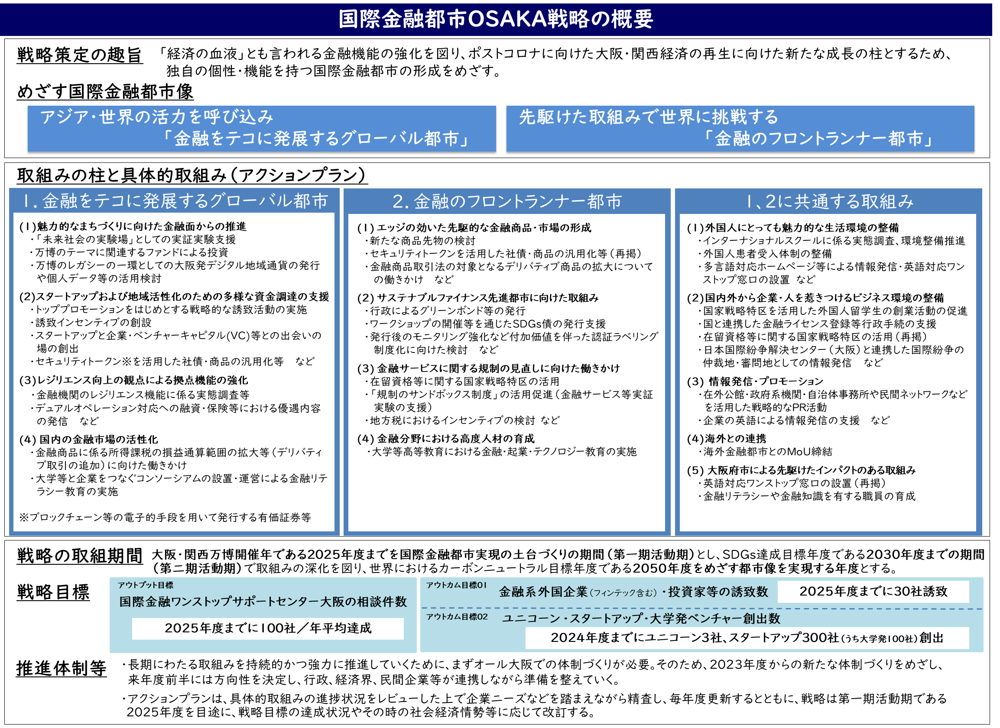 国際金融都市OSAKA戦略の概要
戦略策定の趣旨
「経済の血液」とも言われる金融機能の強化を図り、ポストコロナに向けた大阪・関西経済の再生に向けた新たな成長の柱とするため、
独自の個性・機能を持つ国際金融都市の形成をめざす。
めざす国際金融都市像
アジア・世界の活力を呼び込み
「金融をテコに発展するグローバル都市」
先駆けた取組みで世界に挑戦する
「金融のフロントランナー都市」
取組みの柱と具体的取組み(アクションプラン)
1．金融をテコに発展するグローバル都市
(1)魅力的なまちづくりに向けた金融面からの推進
・「未来社会の実験場」としての実証実験支援
・万博のテーマに関連するファンドによる投資
・万博のレガシーの一環としての大阪発デジタル地域通貨の発行
や個人データ等の活用検討
(2)スタートアップおよび地域活性化のための多様な資金調達の支援
・トッププロモーションをはじめとする戦略的な誘致活動の実施
・誘致インセンティブの創設
・スタートアップと企業・ベンチャーキャピタル(VC)等との出会いの
場の創出
・セキュリティトークン※を活用した社債・商品の汎用化等　など
(3)レジリエンス向上の観点による拠点機能の強化
・金融機関のレジリエンス機能に係る実態調査等
・デュアルオペレーション対応への融資・保険等における優遇内容
の発信　など
(4) 国内の金融市場の活性化
・金融商品に係る所得課税の損益通算範囲の拡大等(デリバティ
ブ取引の追加)に向けた働きかけ
・大学等と企業をつなぐコンソーシアムの設置・運営による金融リテ
ラシー教育の実施
※ブロックチェーン等の電子的手段を用いて発行する有価証券等
2．金融のフロントランナー都市
(1) エッジの効いた先駆的な金融商品・市場の形成
・新たな商品先物の検討
・セキュリティトークンを活用した社債・商品の汎用化等(再掲)
・金融商品取引法の対象となるデリバティブ商品の拡大について
の働きかけ　など
(2) サステナブルファイナンス先進都市に向けた取組み
・行政によるグリーンボンド等の発行
・ワークショップの開催等を通じたSDGs債の発行支援
・発行後のモニタリング強化など付加価値を伴った認証ラベリング
制度化に向けた検討　など
(3) 金融サービスに関する規制の見直しに向けた働きかけ
・在留資格等に関する国家戦略特区の活用
・「規制のサンドボックス制度」の活用促進(金融サービス等実証
実験の支援)
・地方税におけるインセンティブの検討 など
(4) 金融分野における高度人材の育成
・大学等高等教育における金融・起業・テクノロジー教育の実施
1、2に共通する取組み
(1)外国人にとっても魅力的な生活環境の整備
・インターナショナルスクールに係る実態調査、環境整備推進
・外国人患者受入体制の整備
・多言語対応ホームページ等による情報発信・英語対応ワン
ストップ窓口の設置 など
(2)国内外から企業・人を惹きつけるビジネス環境の整備
・国家戦略特区を活用した外国人留学生の創業活動の促進
・国と連携した金融ライセンス登録等行政手続の支援
・在留資格等に関する国家戦略特区の活用(再掲)
・日本国際紛争解決センター(大阪)と連携した国際紛争の
仲裁地・審問地としての情報発信　など
(3) 情報発信・プロモーション
・在外公館・政府系機関・自治体事務所や民間ネットワークなど
を活用した戦略的なPR活動
・企業の英語による情報発信の支援　など
(4)海外との連携
・海外金融都市とのMoU締結
(5) 大阪府市による先駆けたインパクトのある取組み
・英語対応ワンストップ窓口の設置(再掲)
・金融リテラシーや金融知識を有する職員の育成
戦略の取組期間
大阪・関西万博開催年である2025年度までを国際金融都市実現の土台づくりの期間(第一期活動期)とし、SDGs達成目標年度である2030年度までの期間
(第二期活動期)で取組みの深化を図り、世界におけるカーボンニュートラル目標年度である2050年度をめざす都市像を実現する年度とする。
戦略目標
アウトプット目標
国際金融ワンストップサポートセンター大阪の相談件数
2025年度までに100社／年平均達成
アウトカム目標01
金融系外国企業(フィンテック含む)・投資家等の誘致数
2025年度までに30社誘致
アウトカム目標02
ユニコーン・スタートアップ・大学発ベンチャー創出数
2024年度までにユニコーン3社、スタートアップ300社(うち大学発100社)創出
推進体制等
・長期にわたる取組みを持続的かつ強力に推進していくために、まずオール大阪での体制づくりが必要。そのため、2023年度からの新たな体制づくりをめざし、
来年度前半には方向性を決定し、行政、経済界、民間企業等が連携しながら準備を整えていく。
・アクションプランは、具体的取組みの進捗状況をレビューした上で企業ニーズなどを踏まえながら精査し、毎年度更新するとともに、戦略は第一期活動期である
2025年度を目途に、戦略目標の達成状況やその時の社会経済情勢等に応じて改訂する。